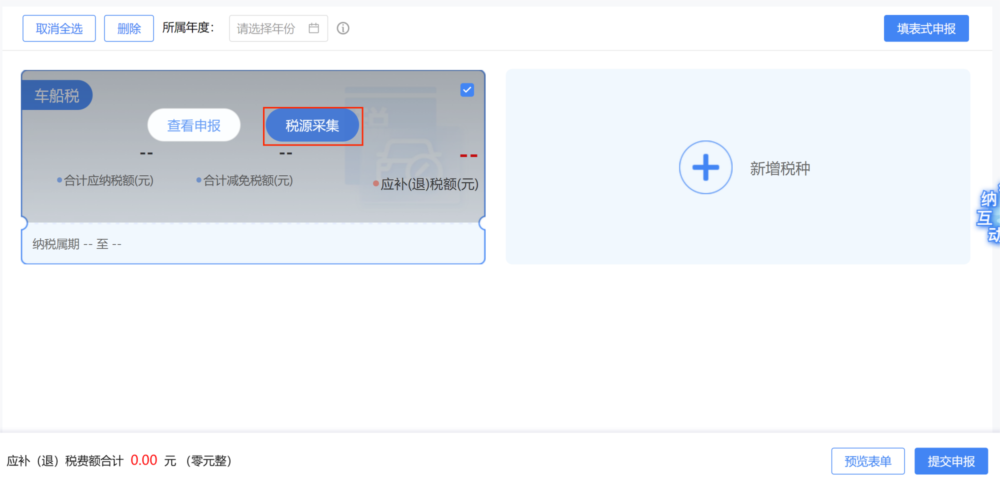 取消全选
删除
所属年度：
请选择年份
填表式申报
车船税
查看申报
税源采集
--
--
--
合计应纳税额(元)
合计减免税额(元)
应补(退)税额(元)
纳税属期 -- 至 --
新增税种
纳
互
动
应补（退）税费额合计 0.00 元 （零元整）
预览表单
提交申报